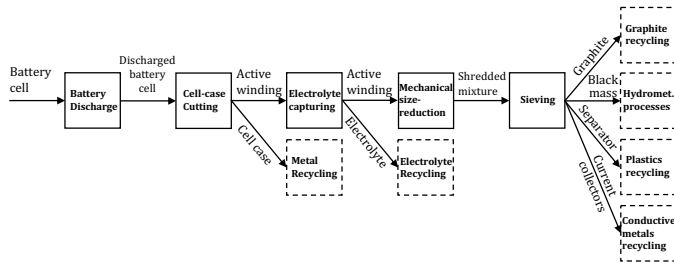 Battery
cell
Battery
Discharge
Discharged
battery
cell
Cell-case
Cutting
Active
winding
Cell case
Metal
Recycling
Electrolyte
capturing
Active
winding
Electrolyte
Electrolyte
Recycling
Mechanical
size-
reduction
Shredded
mixture
Sieving
Graphite
Graphite
recycling
Black
mass
Hydromet.
processes
Separator
Plastics
recycling
Current
collectors
Conductive
metals
recycling